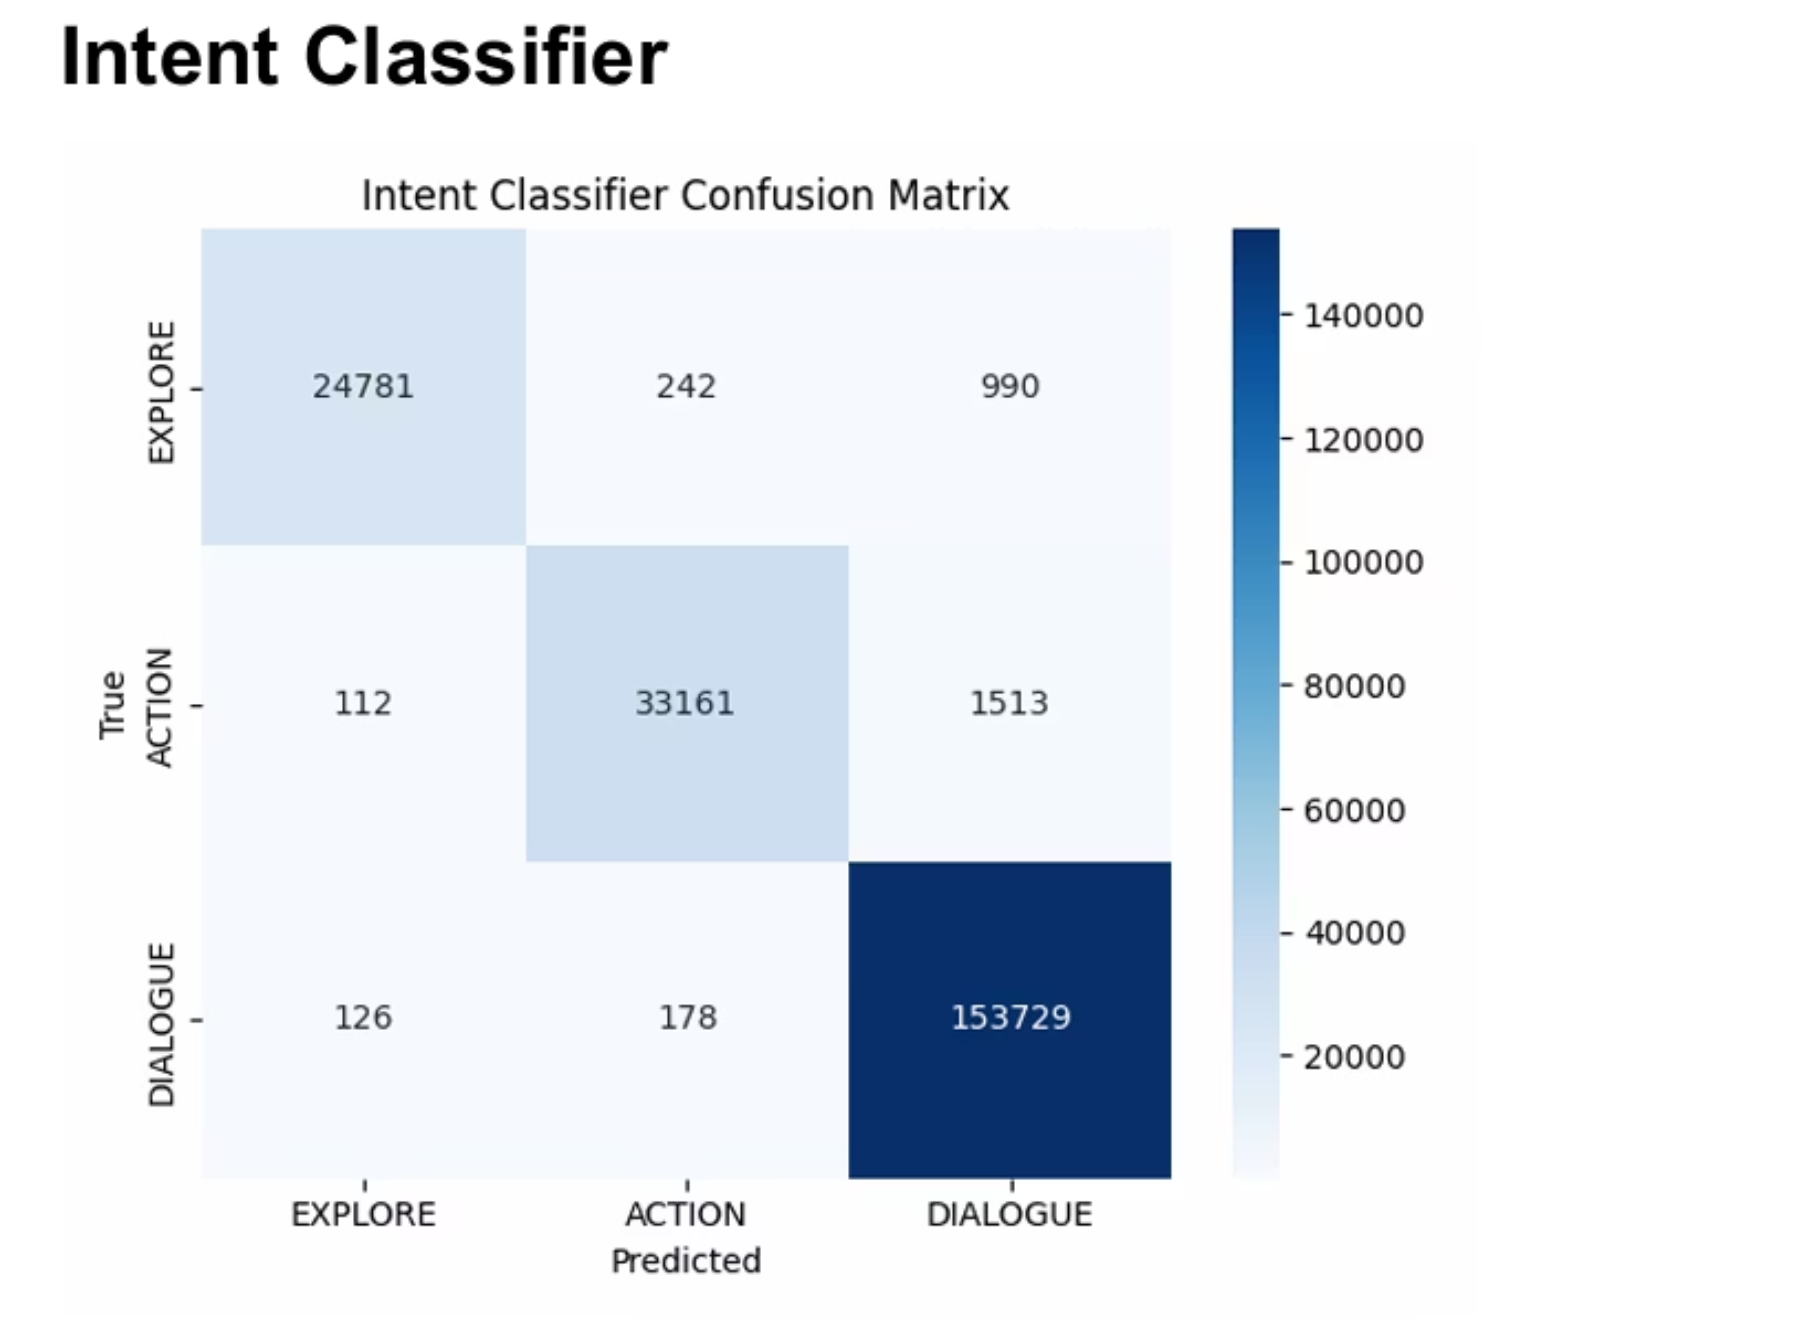 Intent Classifier
Intent Classifier Confusion Matrix
EXPLORE
24781 242 990
True
ACTION
112 33161 1513
DIALOGUE
126 178 153729
EXPLORE ACTION DIALOGUE
Predicted
140000
120000
100000
80000
60000
40000
20000